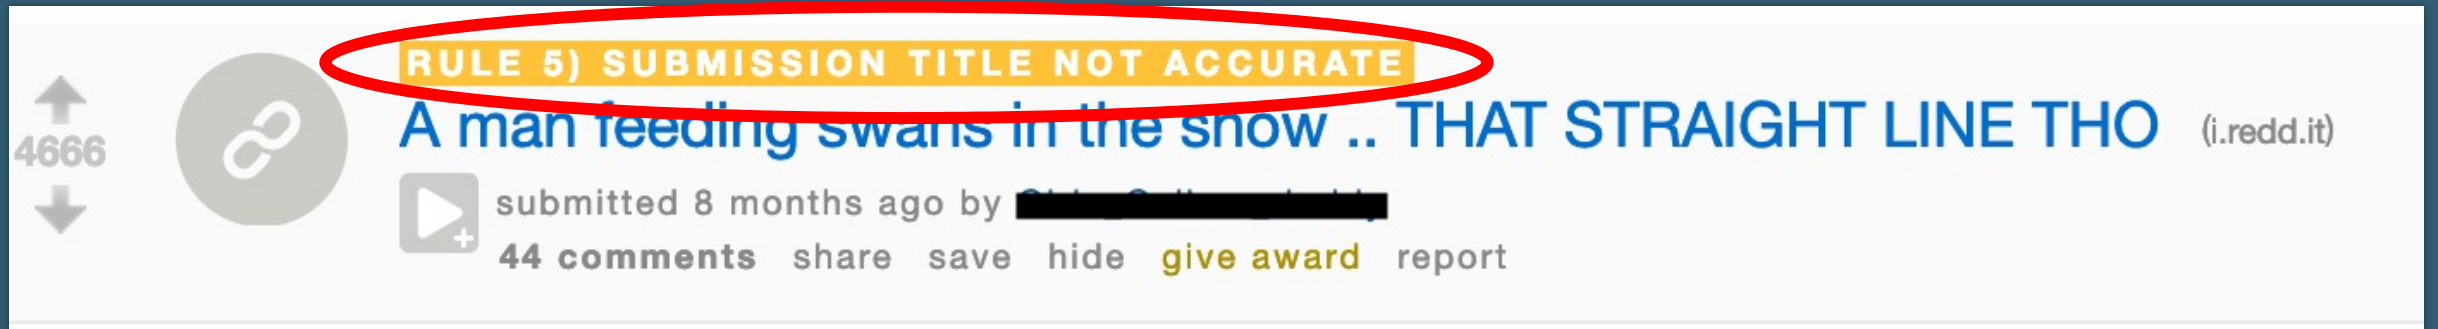 RULE 5) SUBMISSION TITLE NOT ACCURATE
A man feeding swans in the snow .. THAT STRAIGHT LINE THO (i.redd.it)
4666
submitted 8 months ago by
44 comments share save hide give award report